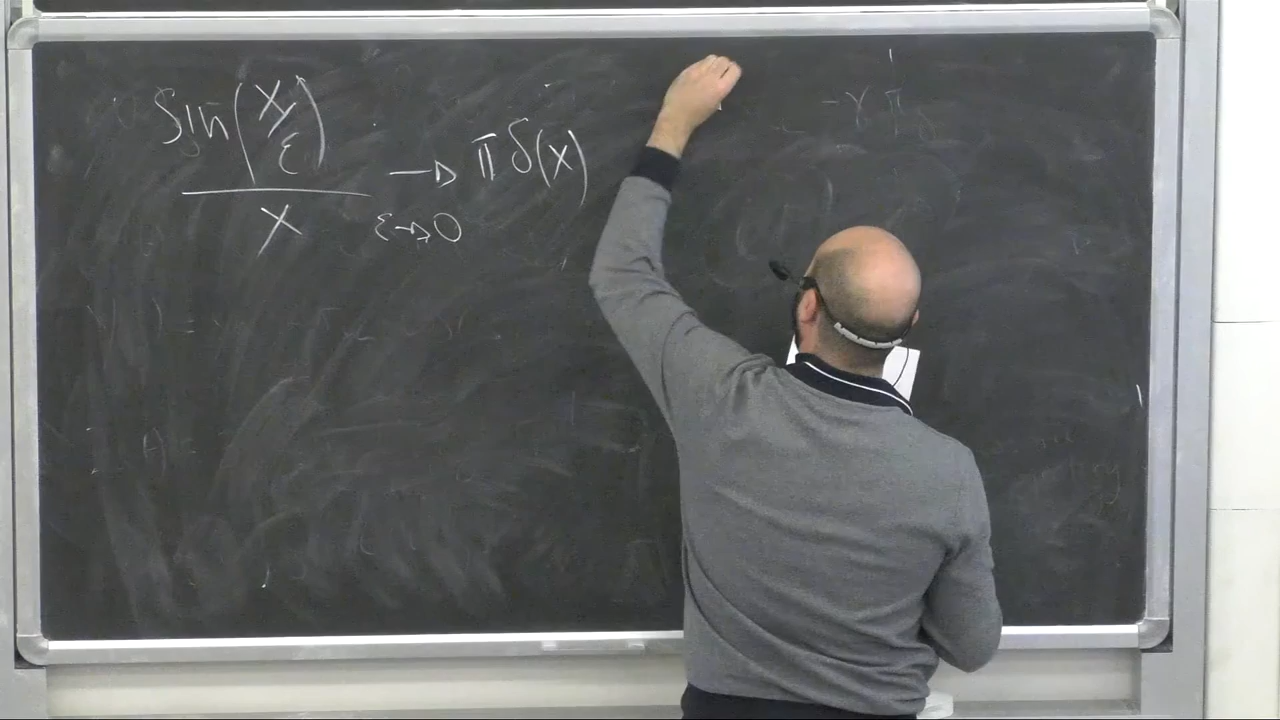 sin(x/ε)/x → π δ(x)
ε→0